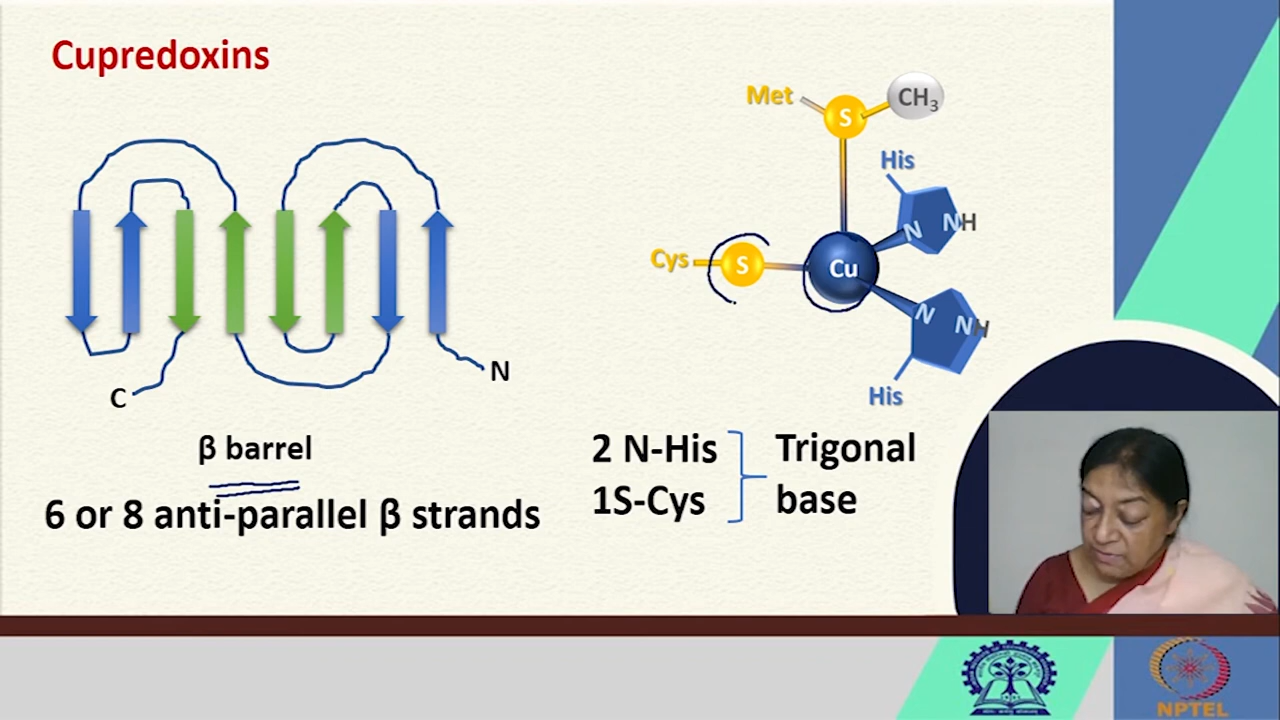 Cupredoxins
C
N
β barrel
6 or 8 anti-parallel β strands
Met
S
CH₃
His
N
NH
Cys
S
Cu
N
NH
His
2 N-His
1S-Cys
Trigonal
base
NPTEL